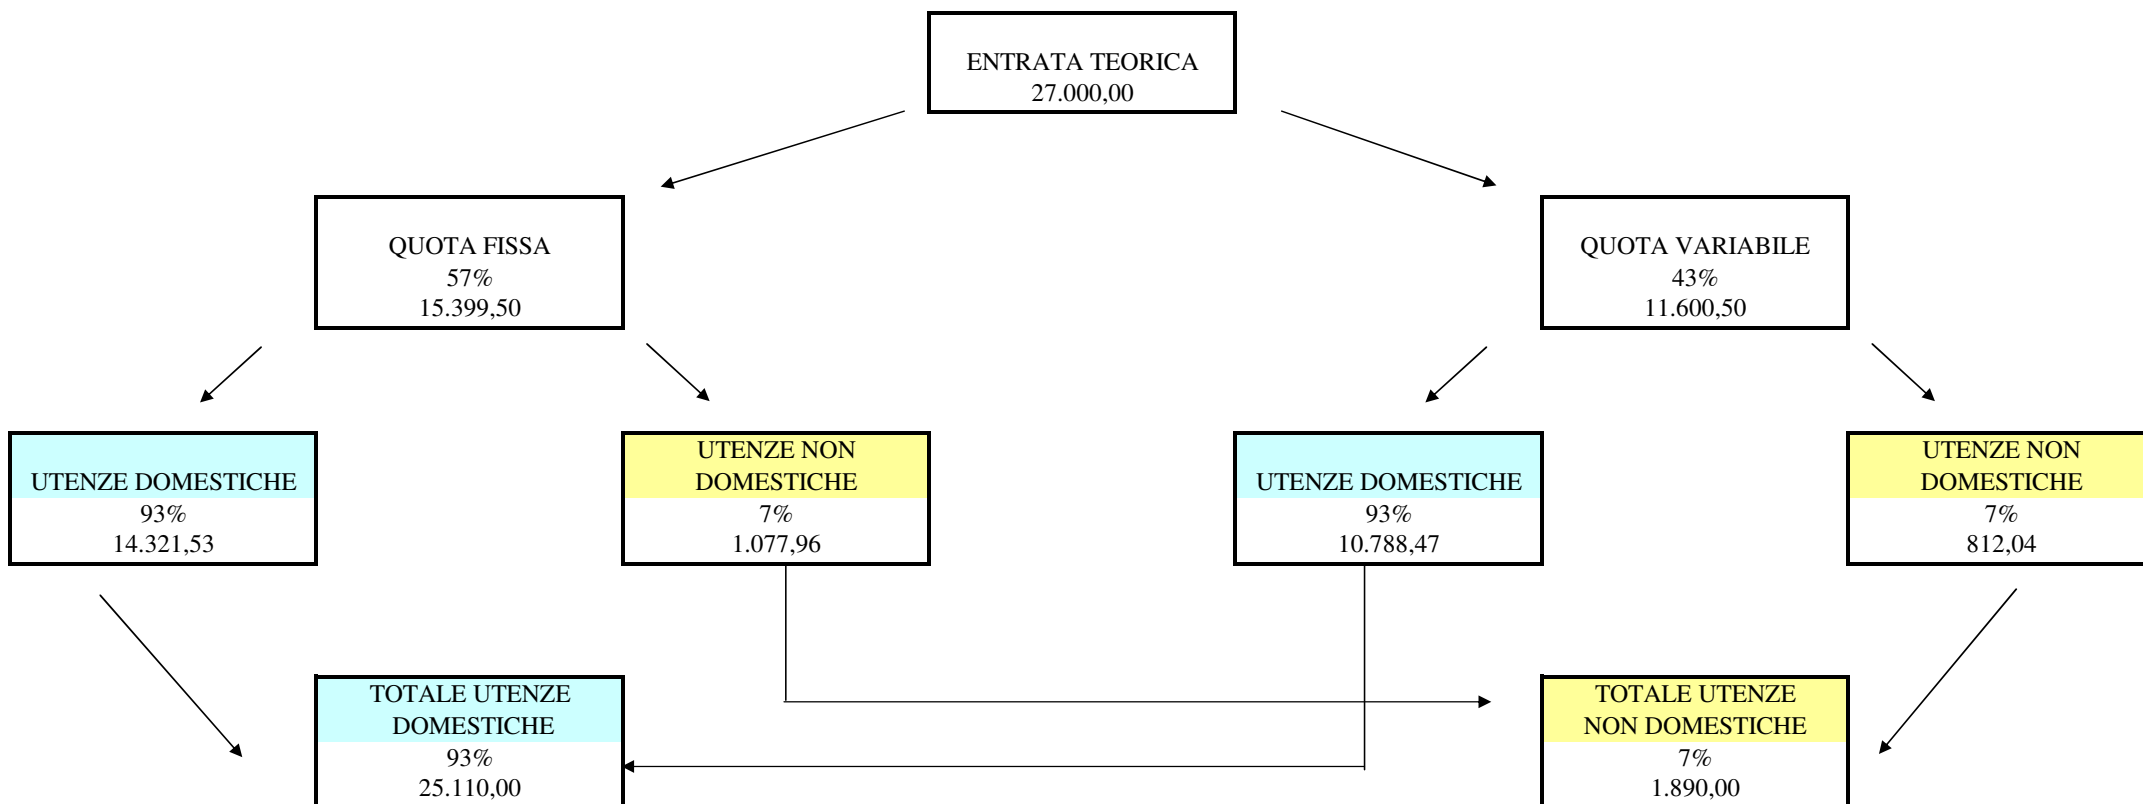 ENTRATA TEORICA
27.000,00
QUOTA FISSA
57%
15.399,50
QUOTA VARIABILE
43%
11.600,50
UTENZE DOMESTICHE
93%
14.321,53
UTENZE NON
DOMESTICHE
7%
1.077,96
UTENZE DOMESTICHE
93%
10.788,47
UTENZE NON
DOMESTICHE
7%
812,04
TOTALE UTENZE
DOMESTICHE
93%
25.110,00
TOTALE UTENZE
NON DOMESTICHE
7%
1.890,00